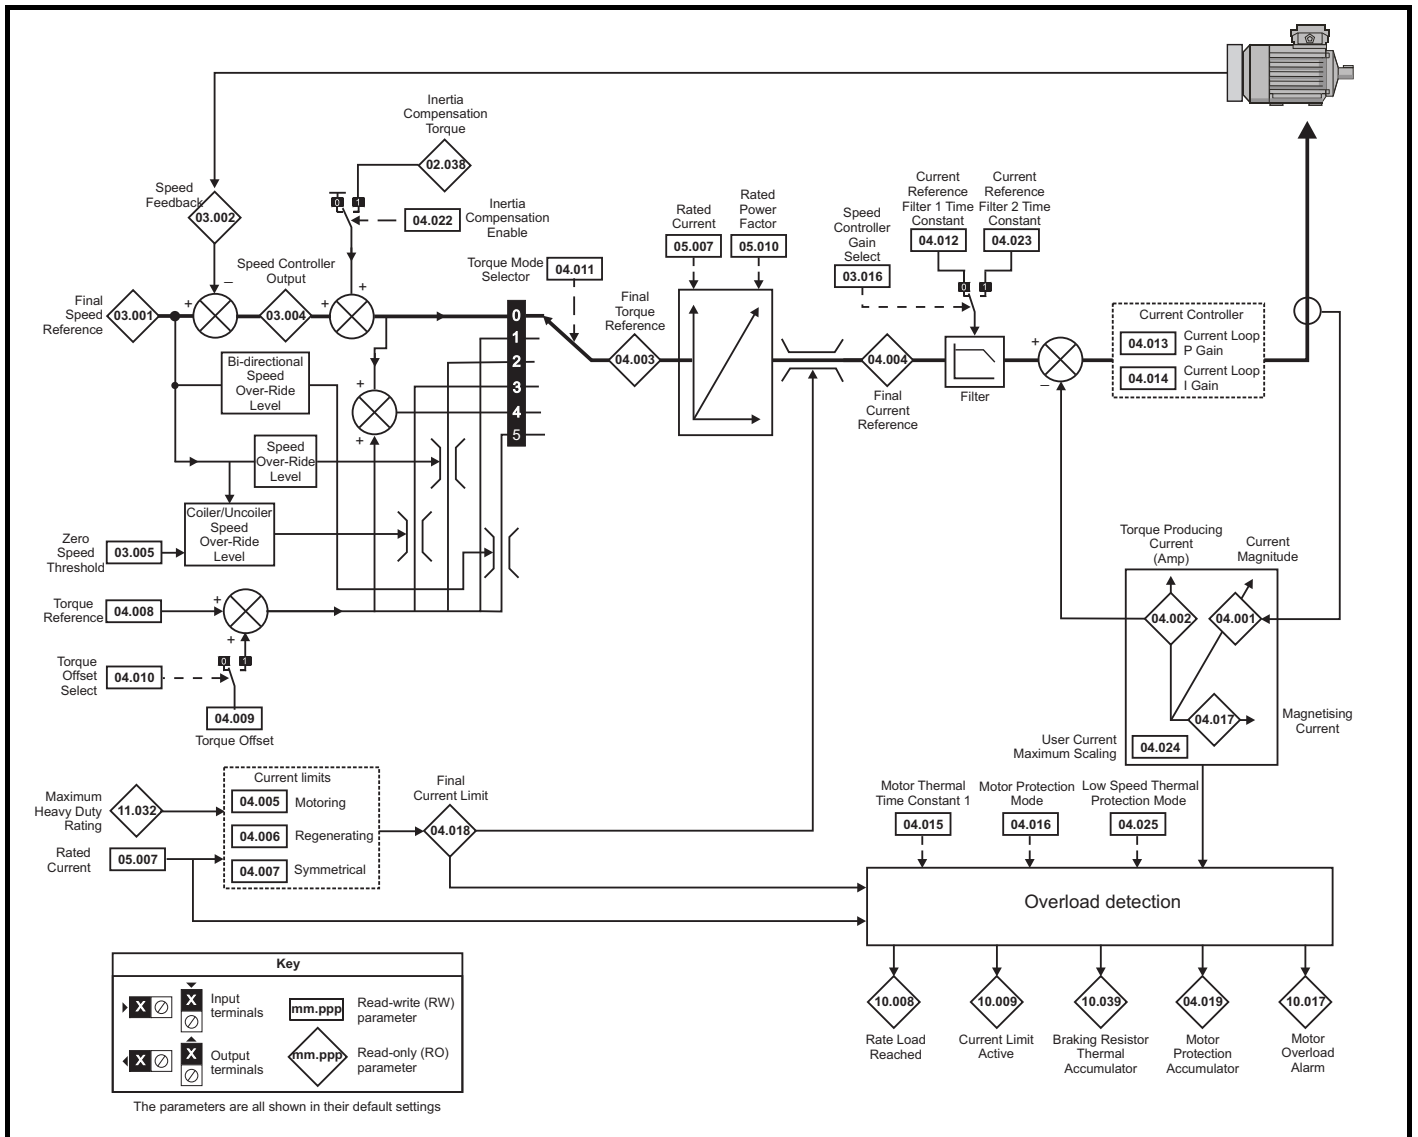 Inertia
Compensation
Torque
02.038
Speed
Feedback
03.002
0 1
04.022
Inertia
Compensation
Enable
Speed Controller
Output
03.004
Final
Speed
Reference
03.001
+
–
+
+
Torque Mode
Selector
04.011
Final
Torque
Reference
04.003
Rated
Current
05.007
Rated
Power
Factor
05.010
Speed
Controller
Gain
Select
03.016
Current
Reference
Filter 1 Time
Constant
04.012
Current
Reference
Filter 2 Time
Constant
04.023
0 1
04.004
Final
Current
Reference
Filter
+
–
Current Controller
04.013
Current Loop
P Gain
04.014
Current Loop
I Gain
0
1
2
3
4
5
Bi-directional
Speed
Over-Ride
Level
+
+
Speed
Over-Ride
Level
Coiler/Uncoiler
Speed
Over-Ride
Level
Zero
Speed
Threshold
03.005
Torque
Reference
04.008
+
+
Torque
Offset
Select
04.010
0 1
04.009
Torque Offset
Torque Producing
Current
(Amp)
Current
Magnitude
04.002
04.001
04.017
Magnetising
Current
User Current
Maximum Scaling
04.024
Maximum
Heavy Duty
Rating
11.032
Rated
Current
05.007
Current limits
04.005
Motoring
04.006
Regenerating
04.007
Symmetrical
Final
Current Limit
04.018
Motor Thermal
Time Constant 1
04.015
Motor Protection
Mode
04.016
Low Speed Thermal
Protection Mode
04.025
Overload detection
10.008
Rate Load
Reached
10.009
Current Limit
Active
10.039
Braking Resistor
Thermal
Accumulator
04.019
Motor
Protection
Accumulator
10.017
Motor
Overload
Alarm
Key
X
X
Input
terminals
mm.ppp
Read-write (RW)
parameter
X
X
Output
terminals
mm.ppp
Read-only (RO)
parameter
The parameters are all shown in their default settings